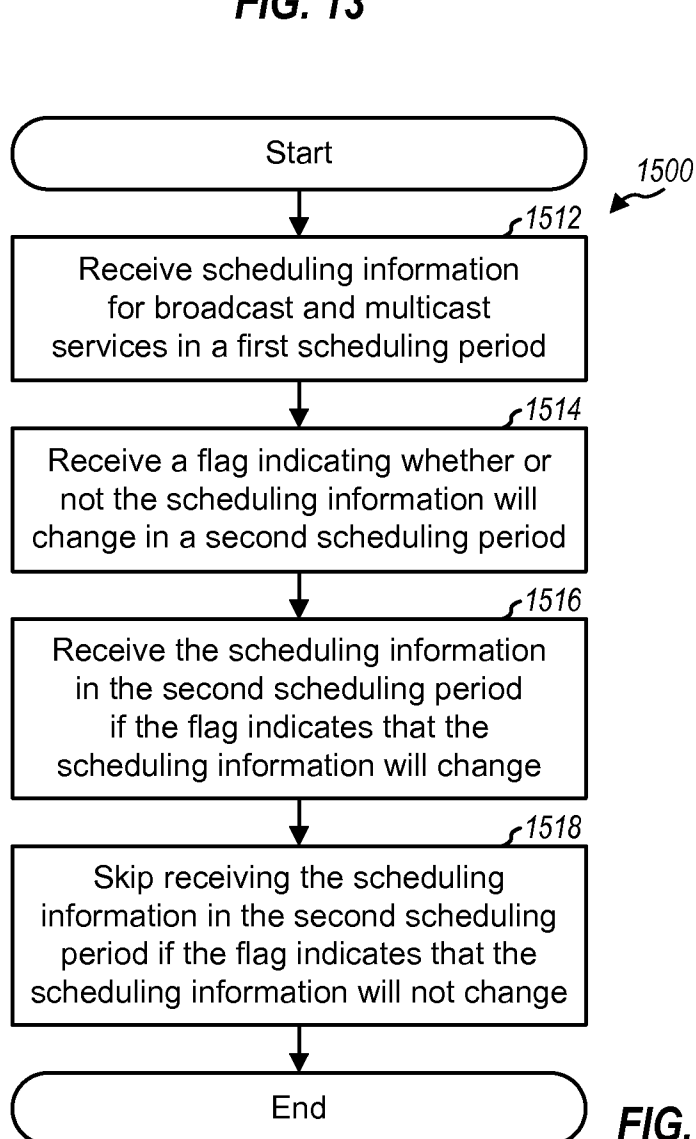 FIG. 13
Start
1500
1512
Receive scheduling information
for broadcast and multicast
services in a first scheduling period
1514
Receive a flag indicating whether or
not the scheduling information will
change in a second scheduling period
1516
Receive the scheduling information
in the second scheduling period
if the flag indicates that the
scheduling information will change
1518
Skip receiving the scheduling
information in the second scheduling
period if the flag indicates that the
scheduling information will not change
End
FIG.